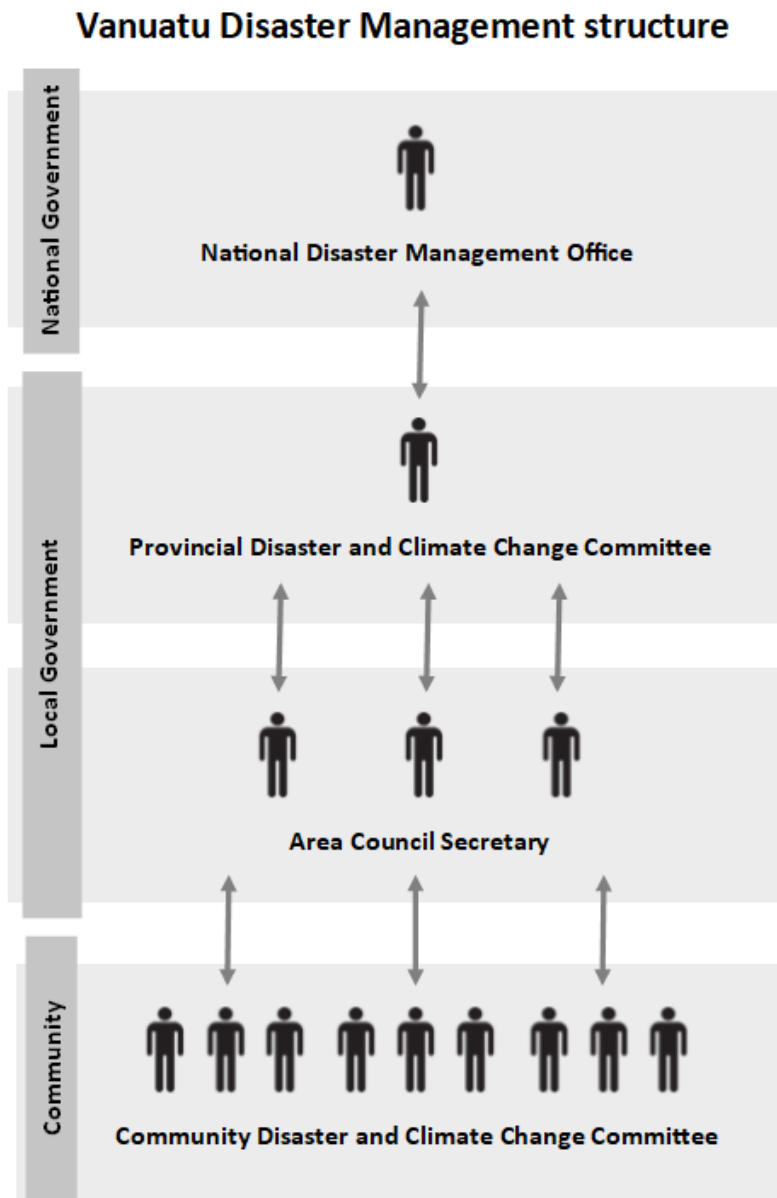 Vanuatu Disaster Management structure
National Government
National Disaster Management Office
Local Government
Provincial Disaster and Climate Change Committee
Area Council Secretary
Community
Community Disaster and Climate Change Committee